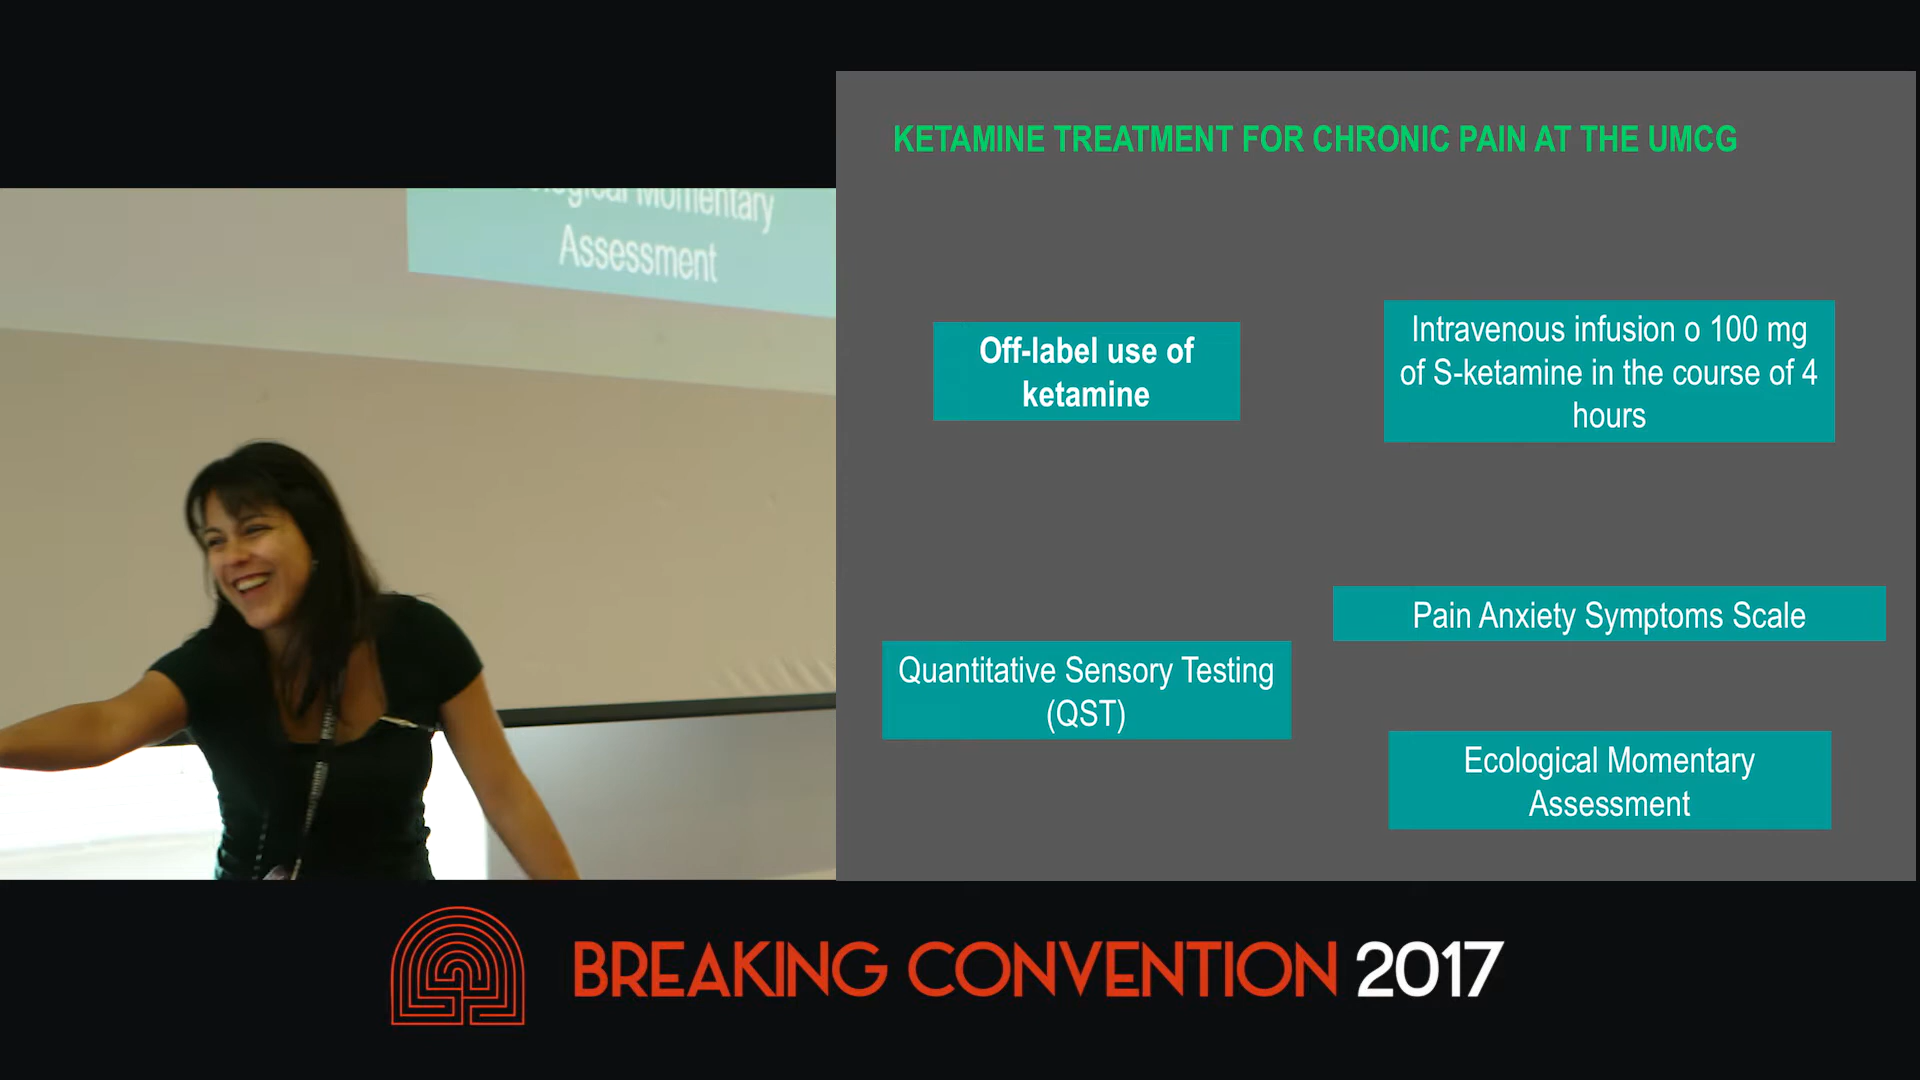 KETAMINE TREATMENT FOR CHRONIC PAIN AT THE UMCG
Off-label use of
ketamine
Intravenous infusion o 100 mg
of S-ketamine in the course of 4
hours
Quantitative Sensory Testing
(QST)
Pain Anxiety Symptoms Scale
Ecological Momentary
Assessment
Momentary
Assessment
BREAKING CONVENTION 2017